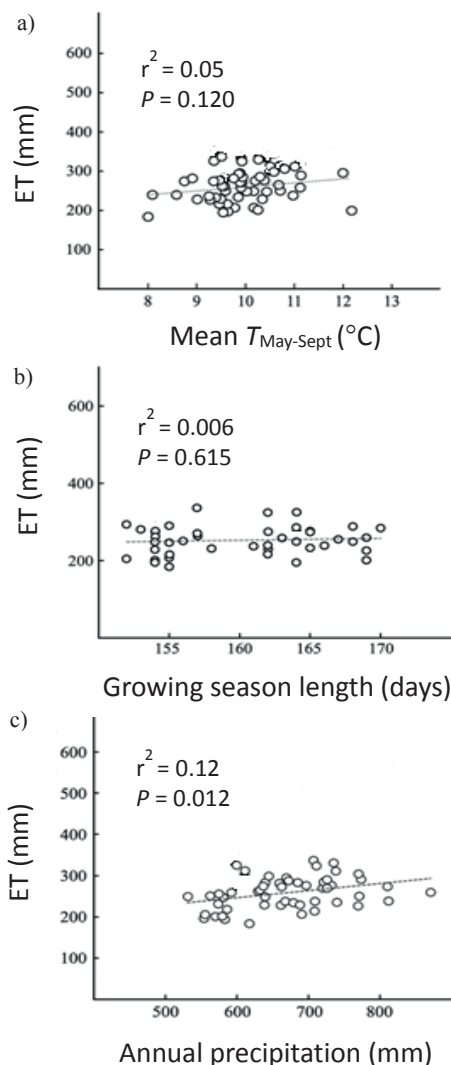 a)
600
500
400
300
200
100
r² = 0.05
P = 0.120
ET (mm)
8 9 10 11 12 13
Mean T May-Sept (°C)
b)
600
400
200
r² = 0.006
P = 0.615
ET (mm)
155 160 165 170
Growing season length (days)
c)
600
500
400
300
200
100
r² = 0.12
P = 0.012
ET (mm)
500 600 700 800
Annual precipitation (mm)